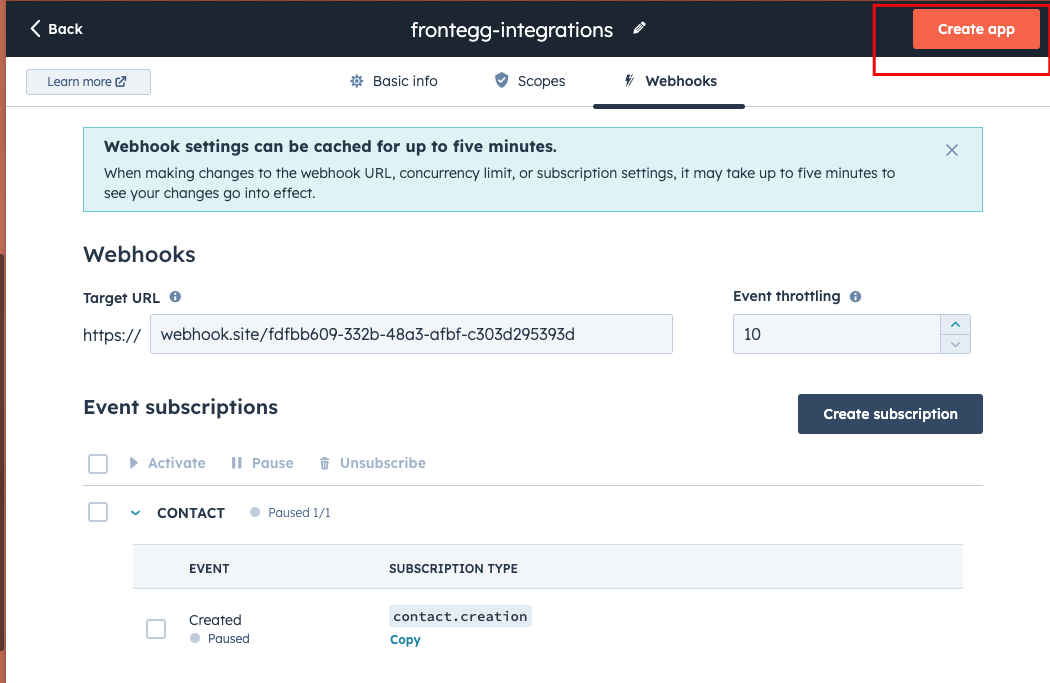 Back
frontegg-integrations
Create app
Learn more
Basic info
Scopes
Webhooks
Webhook settings can be cached for up to five minutes.
When making changes to the webhook URL, concurrency limit, or subscription settings, it may take up to five minutes to
see your changes go into effect.
Webhooks
Target URL
Event throttling
https://
webhook.site/fdfbb609-332b-48a3-afbf-c303d295393d
10
Event subscriptions
Create subscription
Activate
Pause
Unsubscribe
CONTACT
Paused 1/1
EVENT
SUBSCRIPTION TYPE
Created
contact.creation
Paused
Copy